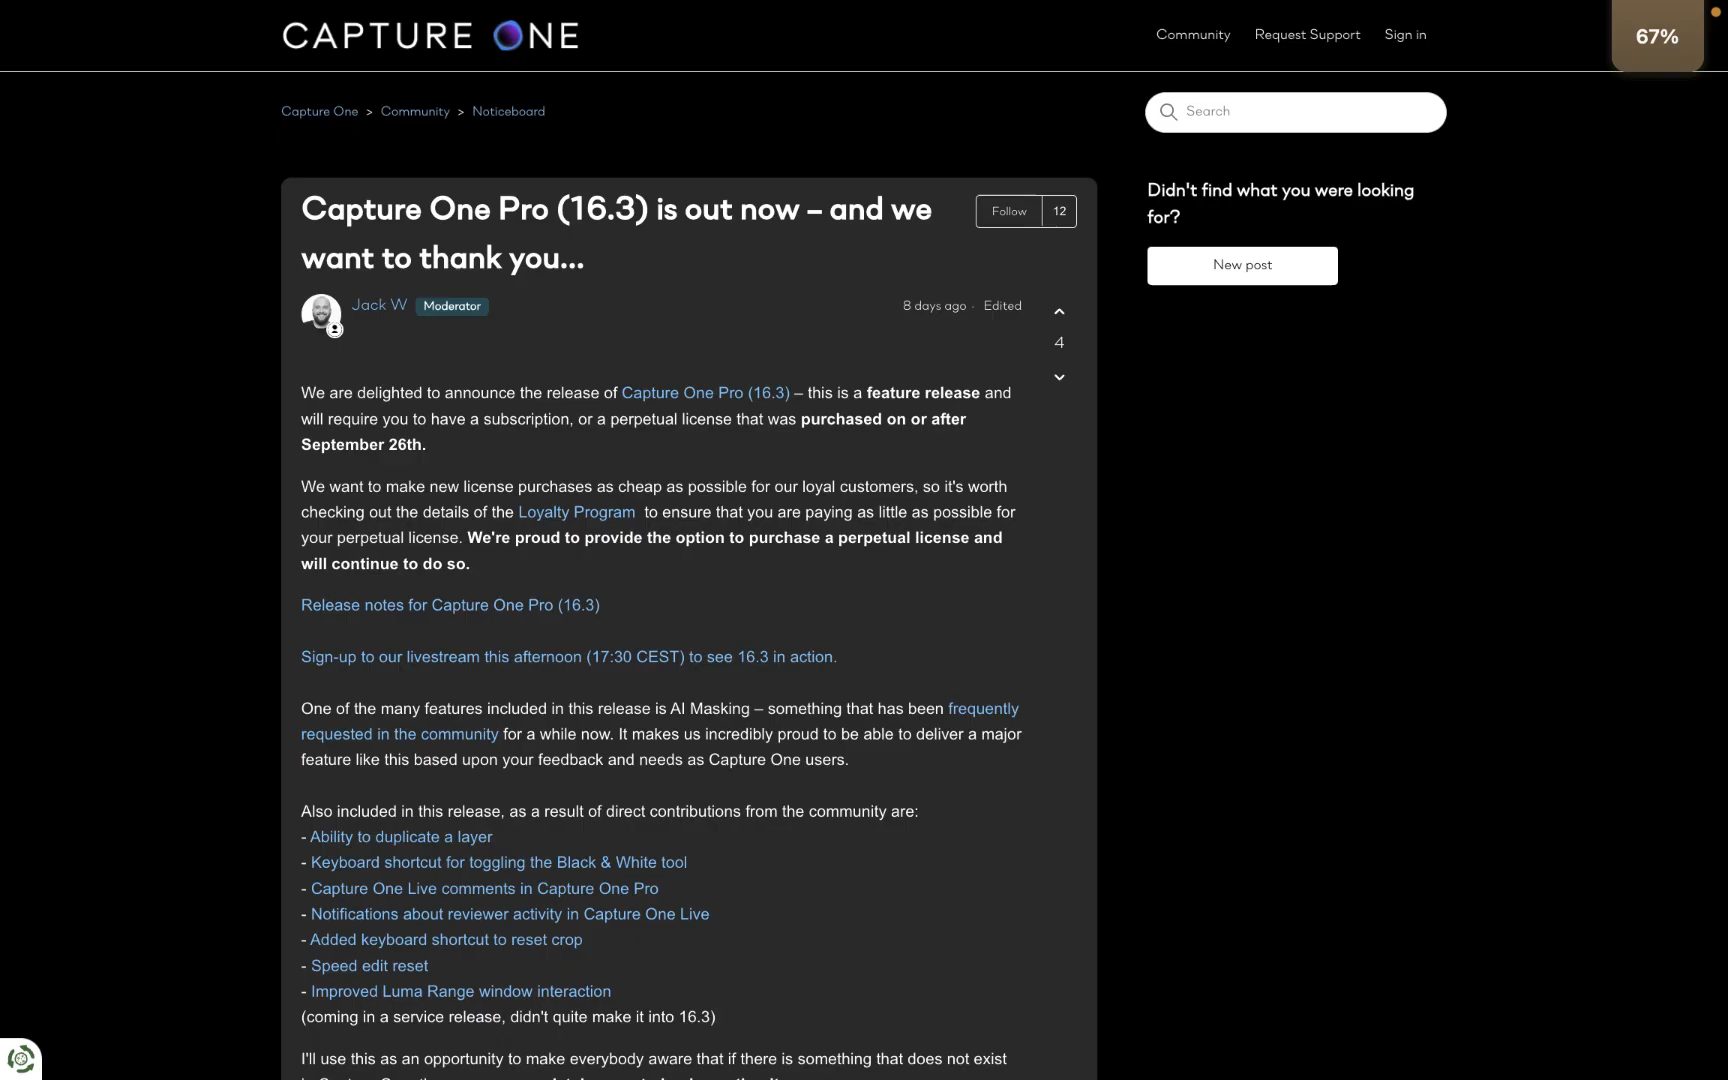 CAPTURE ONE
Community Request Support Sign in
67%
Capture One > Community > Noticeboard
Search
Capture One Pro (16.3) is out now – and we
want to thank you...
Follow 12
Jack W Moderator
8 days ago · Edited
4
Didn't find what you were looking
for?
New post
We are delighted to announce the release of Capture One Pro (16.3) – this is a feature release and
will require you to have a subscription, or a perpetual license that was purchased on or after
September 26th.
We want to make new license purchases as cheap as possible for our loyal customers, so it's worth
checking out the details of the Loyalty Program to ensure that you are paying as little as possible for
your perpetual license. We're proud to provide the option to purchase a perpetual license and
will continue to do so.
Release notes for Capture One Pro (16.3)
Sign-up to our livestream this afternoon (17:30 CEST) to see 16.3 in action.
One of the many features included in this release is AI Masking – something that has been frequently
requested in the community for a while now. It makes us incredibly proud to be able to deliver a major
feature like this based upon your feedback and needs as Capture One users.
Also included in this release, as a result of direct contributions from the community are:
- Ability to duplicate a layer
- Keyboard shortcut for toggling the Black & White tool
- Capture One Live comments in Capture One Pro
- Notifications about reviewer activity in Capture One Live
- Added keyboard shortcut to reset crop
- Speed edit reset
- Improved Luma Range window interaction
(coming in a service release, didn't quite make it into 16.3)
I'll use this as an opportunity to make everybody aware that if there is something that does not exist